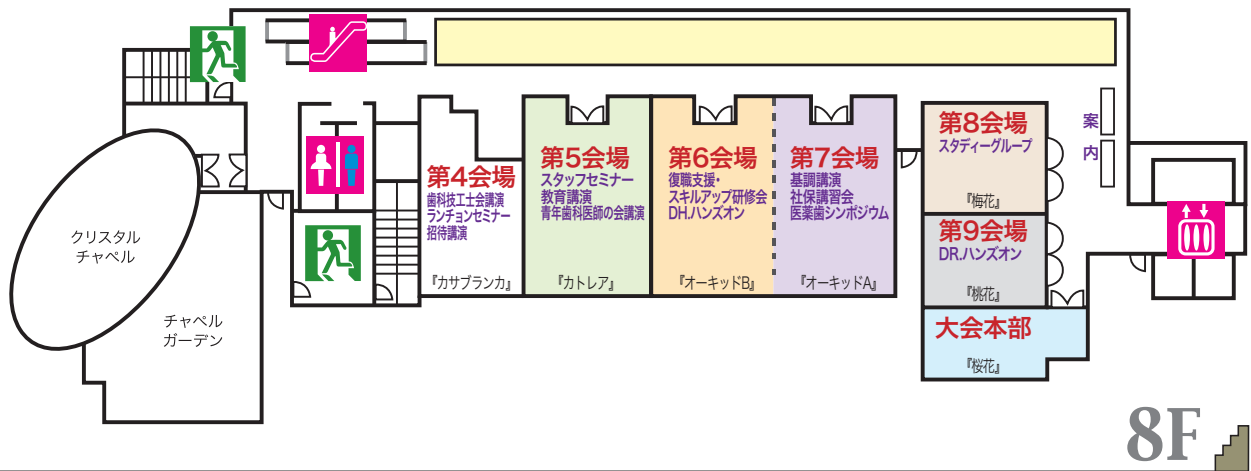 第4会場
歯科技工士会講演
ランチョンセミナー
招待講演
『カサブランカ』
第5会場
スタッフセミナー
教育講演
青年歯科医師の会講演
『カトレア』
第6会場
復職支援・
スキルアップ研修会
DH.ハンズオン
『オーキッドB』
第7会場
基調講演
社保講習会
医薬歯シンポジウム
『オーキッドA』
第8会場
スタディーグループ
『梅花』
第9会場
DR.ハンズオン
『桃花』
大会本部
『桜花』
案
内
クリスタル
チャペル
チャペル
ガーデン
8F